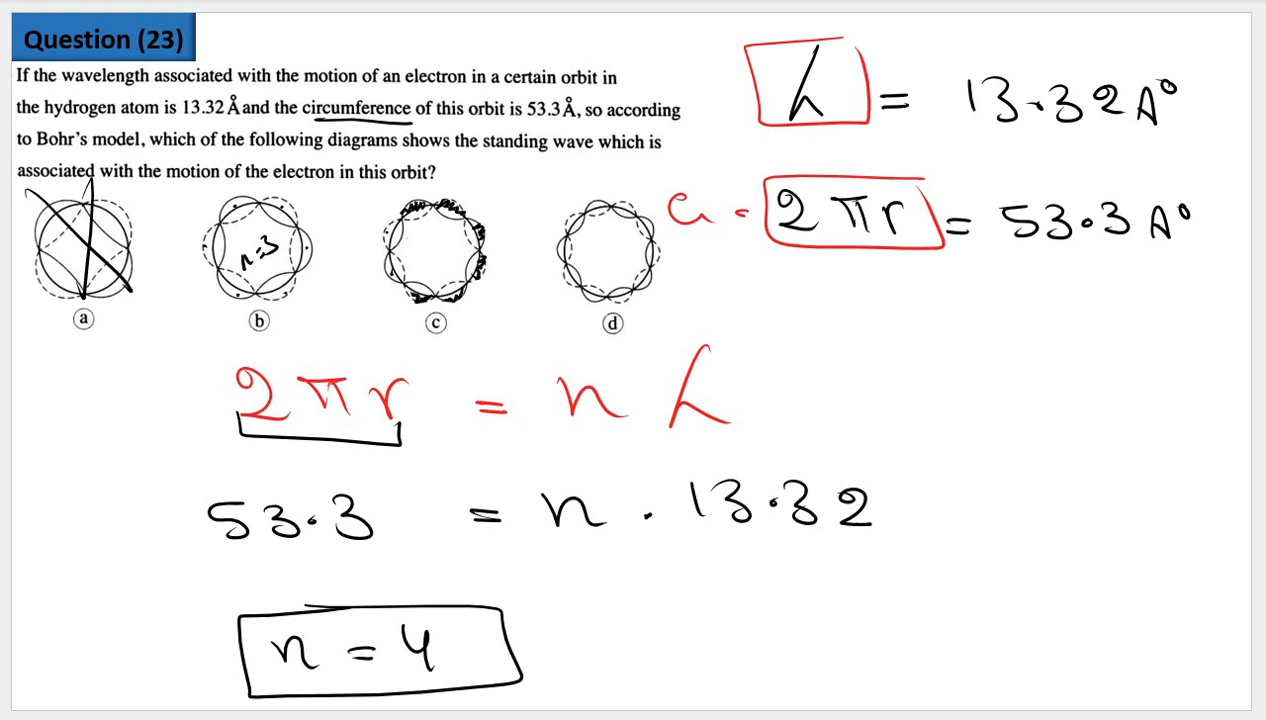 Question (23)
If the wavelength associated with the motion of an electron in a certain orbit in
the hydrogen atom is 13.32 Å and the circumference of this orbit is 53.3 Å, so according
to Bohr's model, which of the following diagrams shows the standing wave which is
associated with the motion of the electron in this orbit?
λ = 13.32 A°
2πr = 53.3 A°
n=3
a b c d
2πr = n λ
53.3 = n . 13.32
n = 4